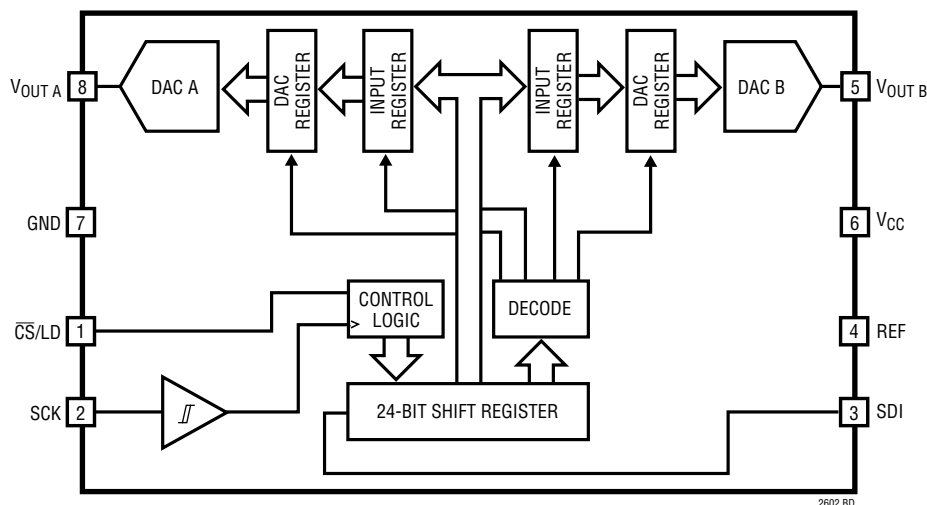 VOUT A
8
DAC A
DAC
REGISTER
INPUT
REGISTER
INPUT
REGISTER
DAC
REGISTER
DAC B
5
VOUT B
GND
7
6
VCC
CS/LD
1
CONTROL
LOGIC
DECODE
4
REF
SCK
2
24-BIT SHIFT REGISTER
3
SDI
2602 BD